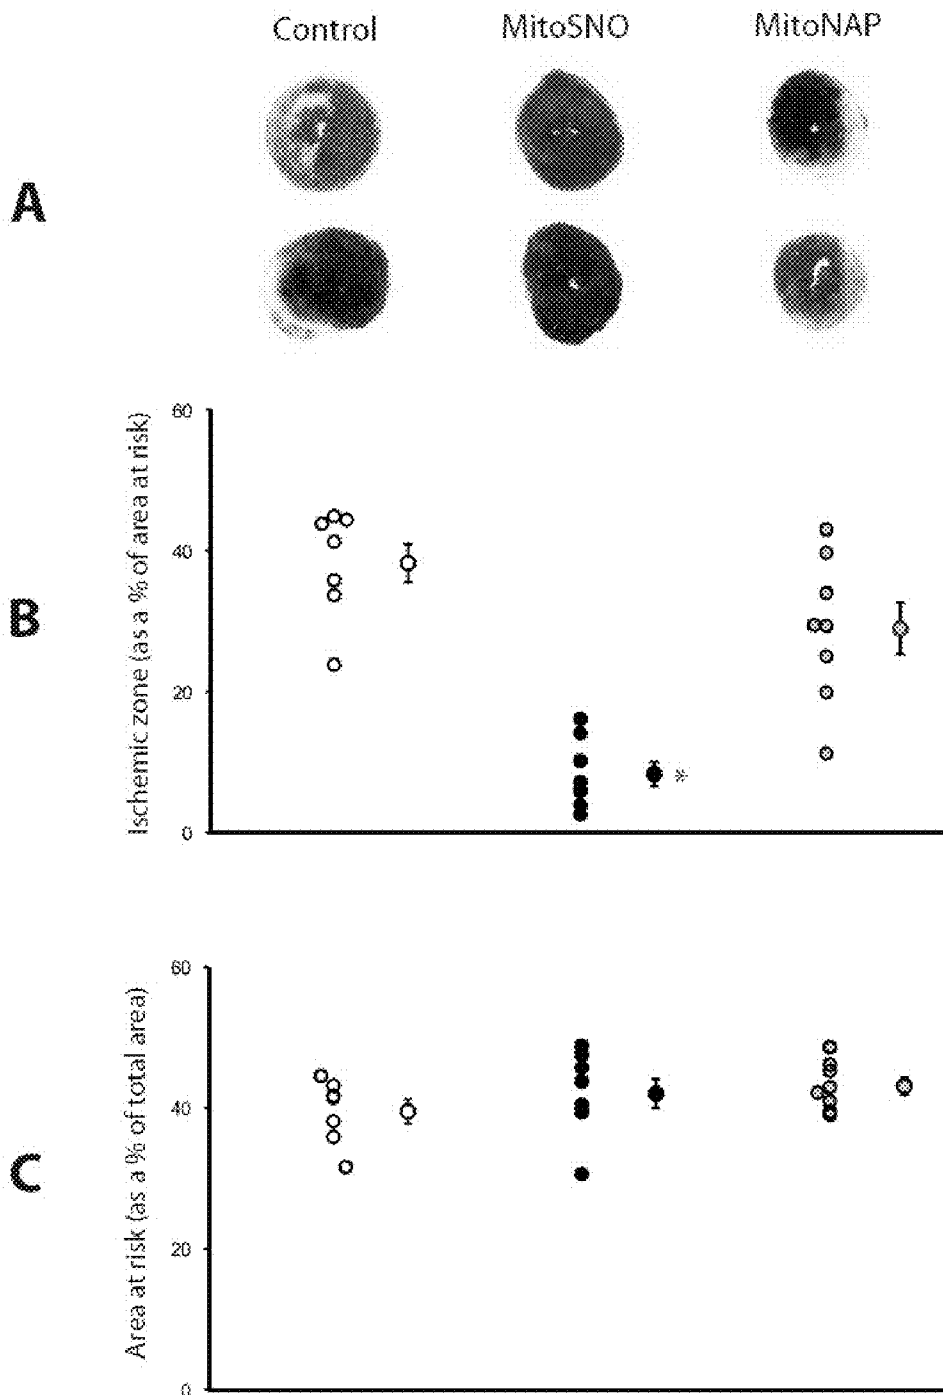 Control MitoSNO MitoNAP
A
B
Ischemic zone (as a % of area at risk)
60
40
20
0
*
C
Area at risk (as a % of total area)
60
40
20
0